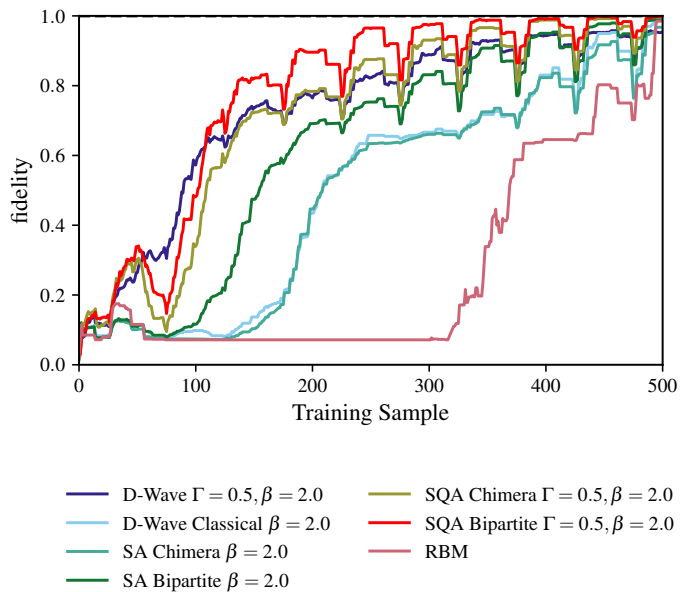 1.0
0.8
0.6
0.4
0.2
0.0
fidelity
0 100 200 300 400 500
Training Sample
D-Wave Γ = 0.5, β = 2.0
D-Wave Classical β = 2.0
SA Chimera β = 2.0
SA Bipartite β = 2.0
SQA Chimera Γ = 0.5, β = 2.0
SQA Bipartite Γ = 0.5, β = 2.0
RBM